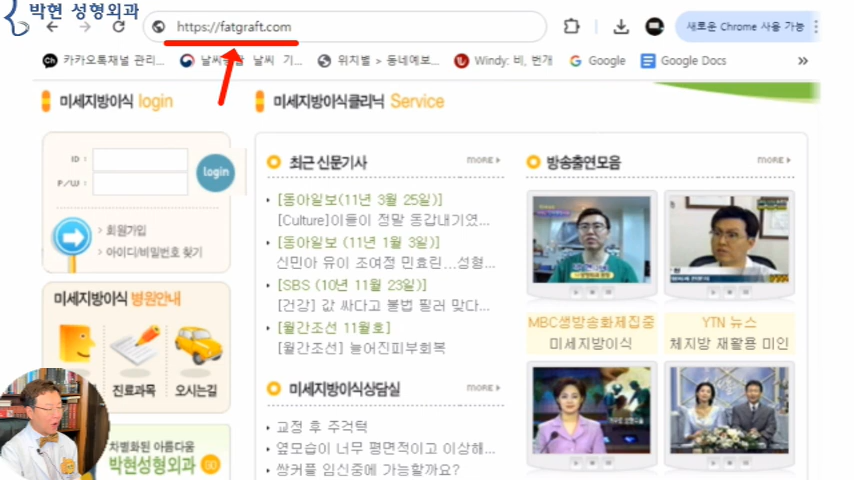 박현 성형외과
https://fatgraft.com
새로운 Chrome 사용 가능
카카오톡채널 관리...
날씨 기...
위치별 > 동네예보...
Windy: 비, 번개
Google
Google Docs
미세지방이식 login
미세지방이식클리닉 Service
ID :
P/W :
login
회원가입
아이디/비밀번호 찾기
최근 신문기사
MORE
[동아일보(11년 3월 25일)]
[Culture]이들이 정말 동갑내기였...
[동아일보 (11년 1월 3일)]
신민아 유이 조여정 민효린...성형...
[SBS (10년 11월 23일)]
[건강] 값 싸다고 불법 필러 맞다...
[월간조선 11월호]
[월간조선] 늘어진피부회복
방송출연모음
MORE
MBC생방송화제집중
미세지방이식
YTN 뉴스
체지방 재활용 미인
미세지방이식 병원안내
진료과목
오시는길
차별화된 아름다움
박현성형외과 GO
미세지방이식상담실
MORE
교정 후 주걱턱
옆모습이 너무 평면적이고 이상해...
쌍커풀 임신중에 가능할까요?